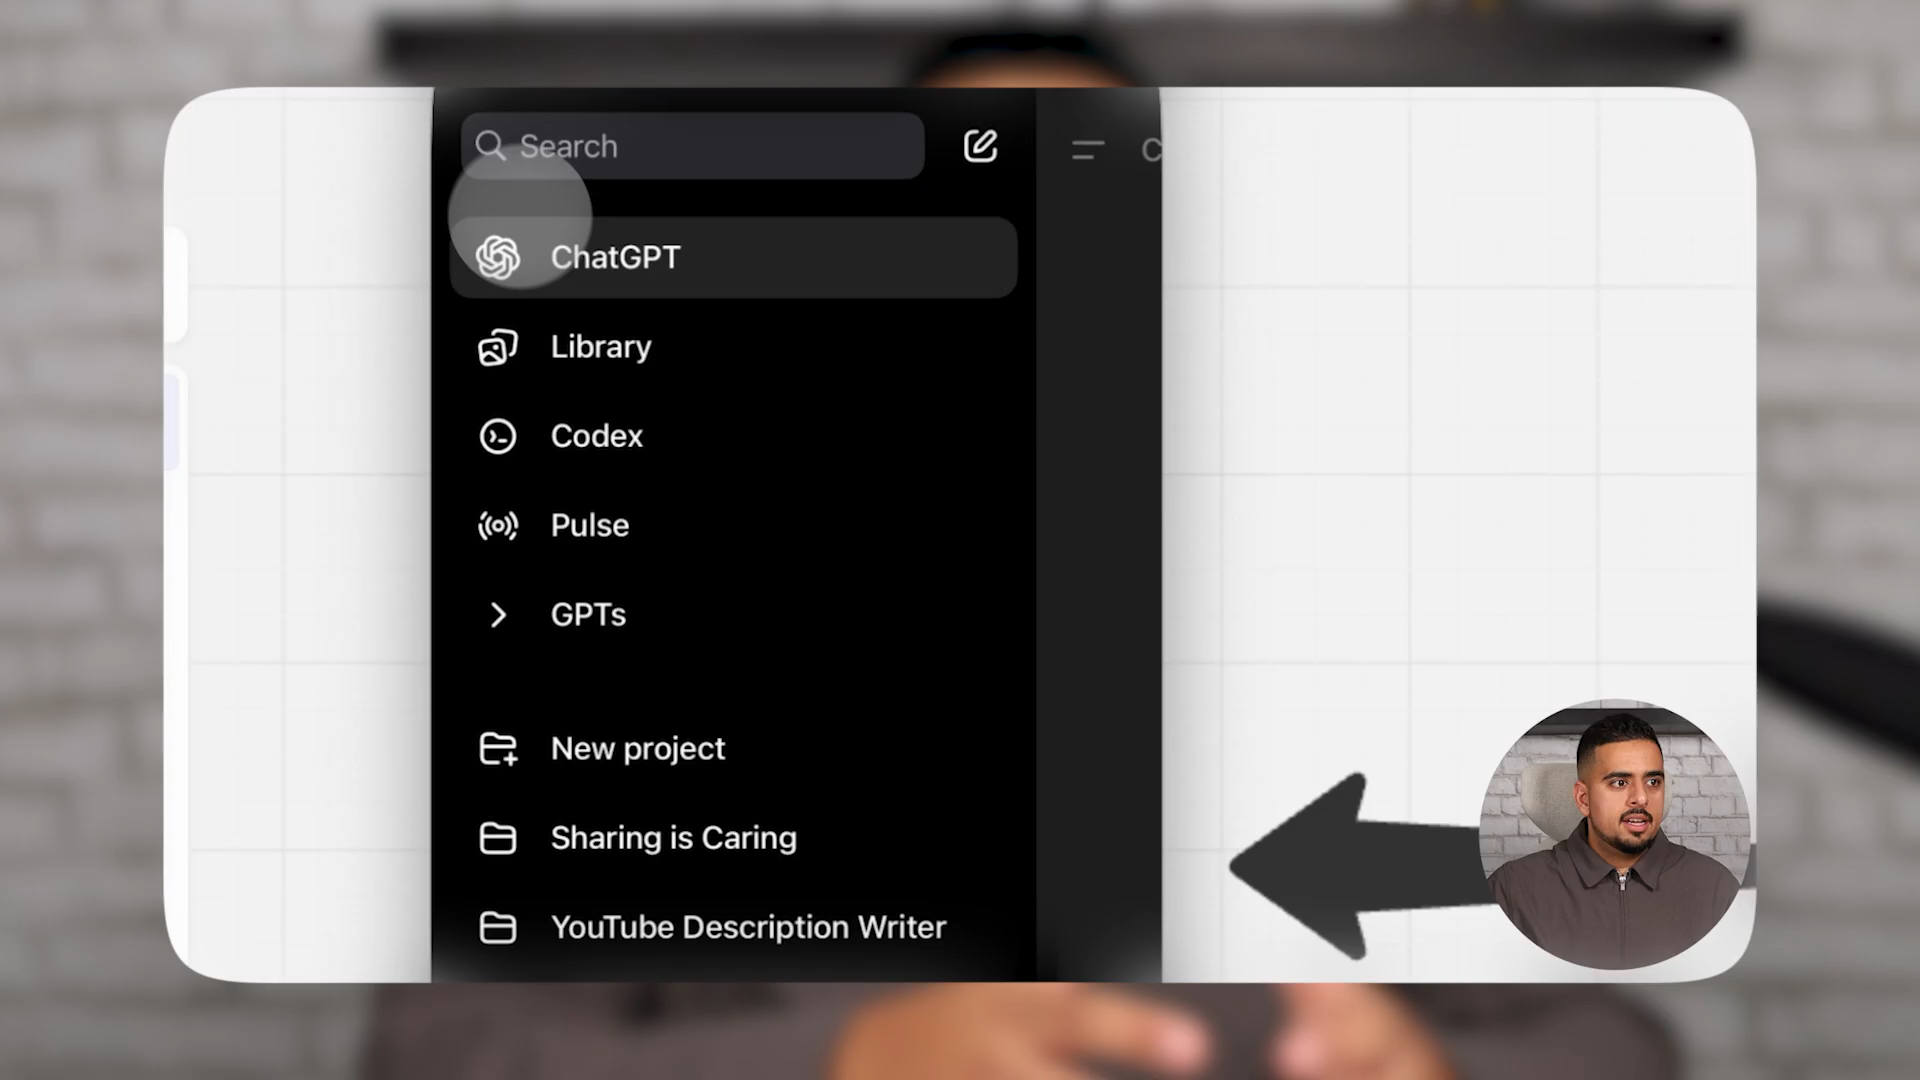 Search
C
ChatGPT
Library
Codex
Pulse
GPTs
New project
Sharing is Caring
YouTube Description Writer